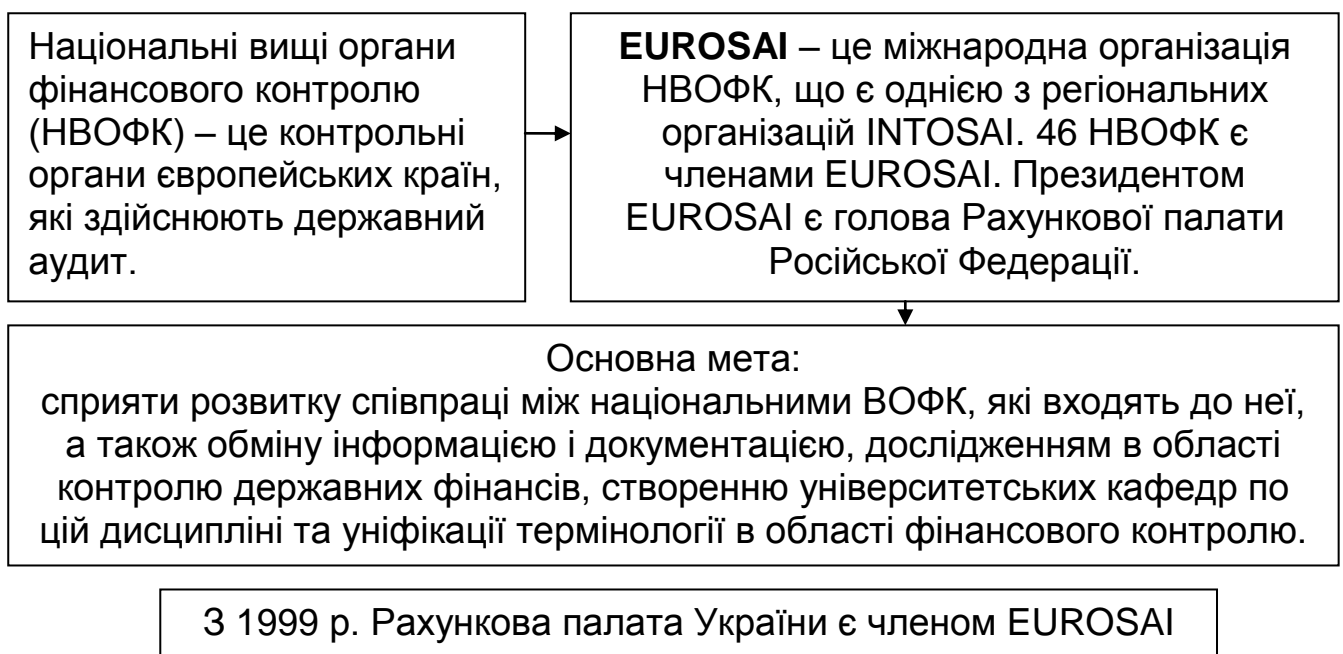 Національні вищі органи
фінансового контролю
(НВОФК) – це контрольні
органи європейських країн,
які здійснюють державний
аудит.
EUROSAI – це міжнародна організація
НВОФК, що є однією з регіональних
організацій INTOSAI. 46 НВОФК є
членами EUROSAI. Президентом
EUROSAI є голова Рахункової палати
Російської Федерації.
Основна мета:
сприяти розвитку співпраці між національними ВОФК, які входять до неї,
а також обміну інформацією і документацією, дослідженням в області
контролю державних фінансів, створенню університетських кафедр по
цій дисципліні та уніфікації термінології в області фінансового контролю.
З 1999 р. Рахункова палата України є членом EUROSAI